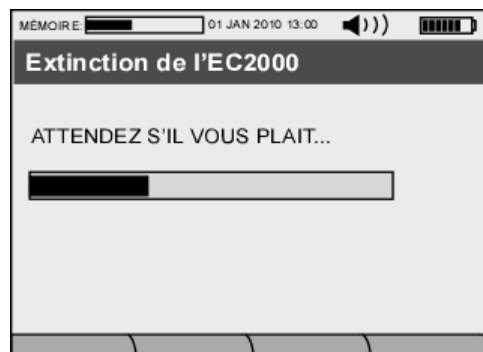 MÉMOIRE: 01 JAN 2010 13:00
Extinction de l'EC2000
ATTENDEZ S'IL VOUS PLAIT...